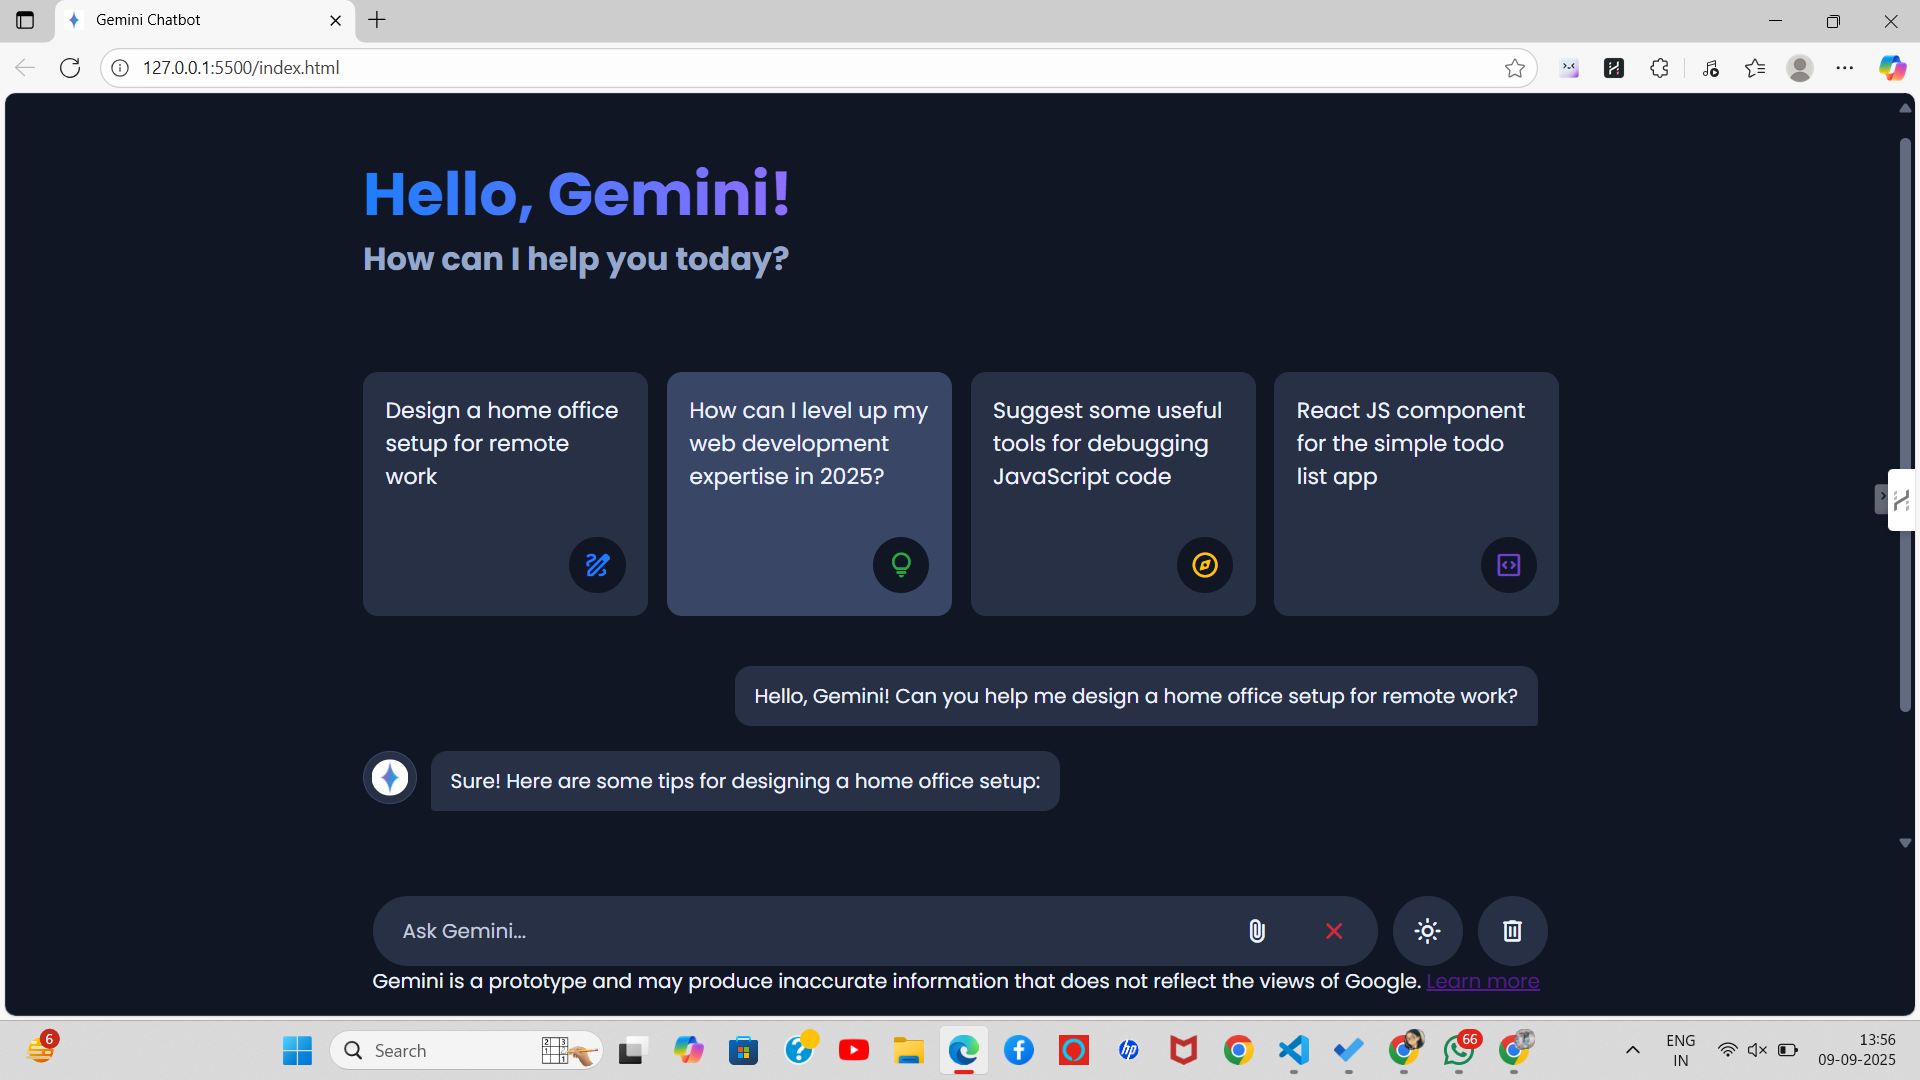 Gemini Chatbot
127.0.0.1:5500/index.html
Hello, Gemini!
How can I help you today?
Design a home office
setup for remote
work
How can I level up my
web development
expertise in 2025?
Suggest some useful
tools for debugging
JavaScript code
React JS component
for the simple todo
list app
Hello, Gemini! Can you help me design a home office setup for remote work?
Sure! Here are some tips for designing a home office setup:
Ask Gemini...
Gemini is a prototype and may produce inaccurate information that does not reflect the views of Google. Learn more
6
Search
hp
66
ENG
IN
13:56
09-09-2025